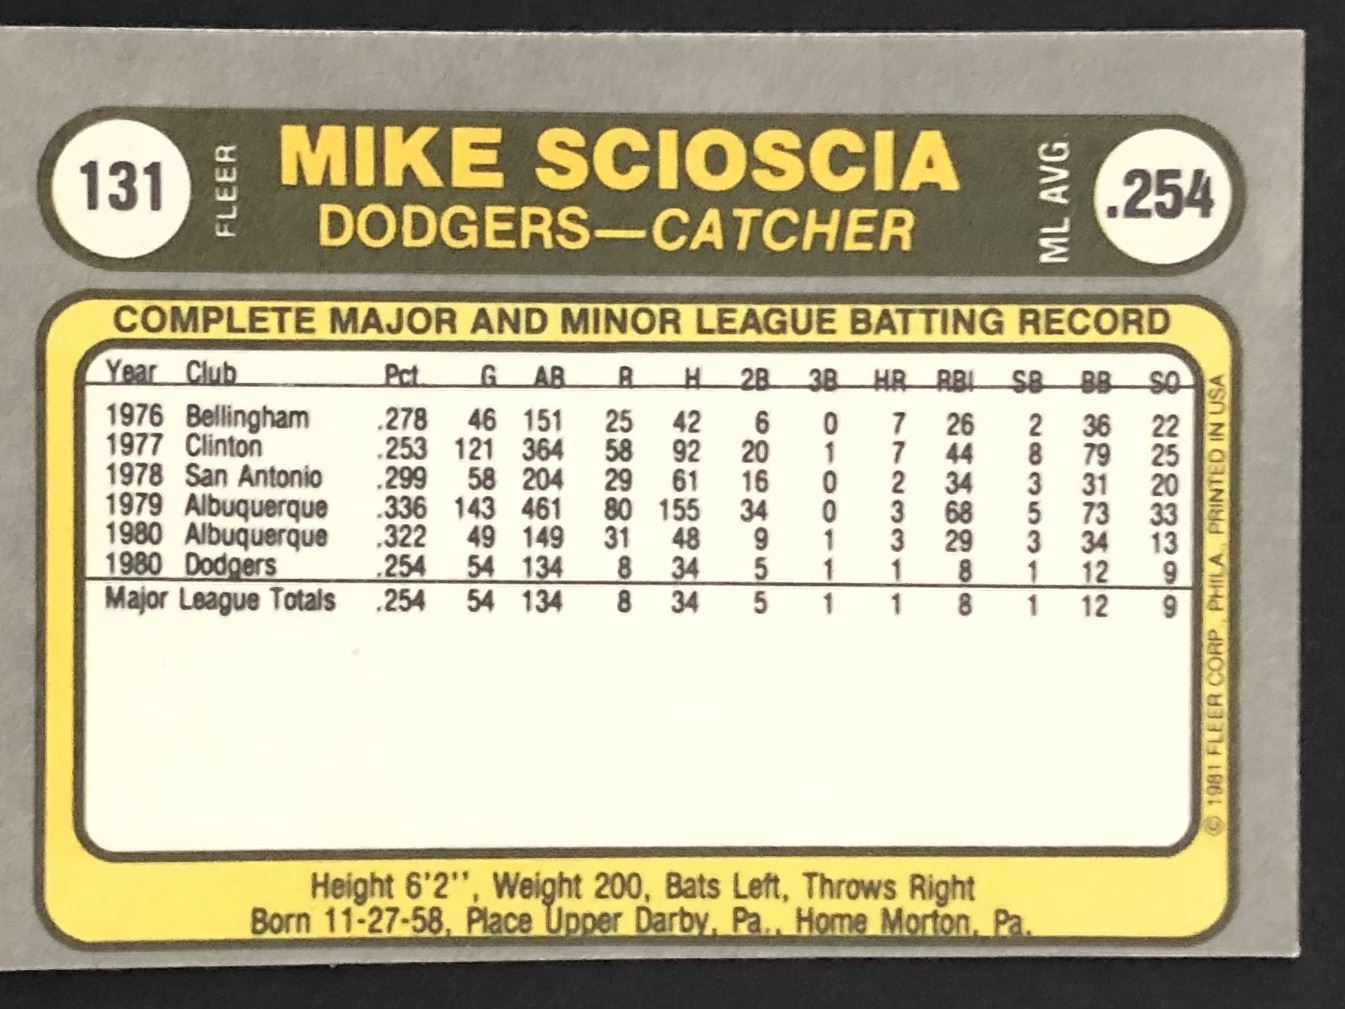 131 FLEER MIKE SCIOSCIA ML AVG. .254
DODGERS—CATCHER
COMPLETE MAJOR AND MINOR LEAGUE BATTING RECORD
Year Club Pct. G AB R H 2B 3B HR RBI SB BB SO
1976 Bellingham .278 46 151 25 42 6 0 7 26 2 36 22
1977 Clinton .253 121 364 58 92 20 1 7 44 8 79 25
1978 San Antonio .299 58 204 29 61 16 0 2 34 3 31 20
1979 Albuquerque .336 143 461 80 155 34 0 3 68 5 73 33
1980 Albuquerque .322 49 149 31 48 9 1 3 29 3 34 13
1980 Dodgers .254 54 134 8 34 5 1 1 8 1 12 9
Major League Totals .254 54 134 8 34 5 1 1 8 1 12 9
Height 6'2'', Weight 200, Bats Left, Throws Right
Born 11-27-58, Place Upper Darby, Pa., Home Morton, Pa.
© 1981 FLEER CORP., PHILA., PRINTED IN USA